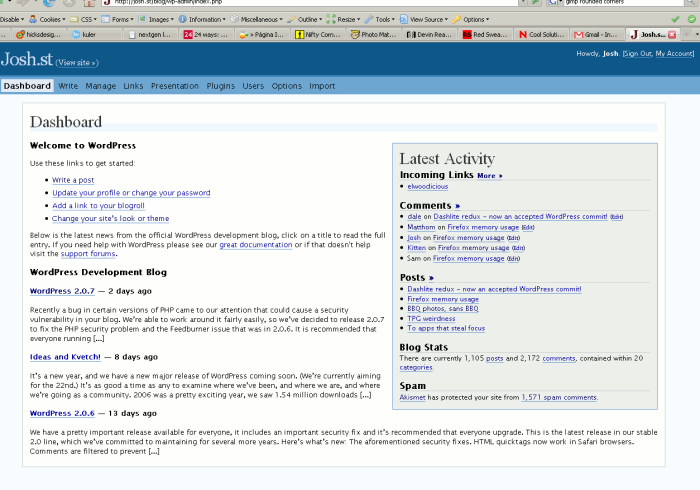 josh.st/blog/wp-admin/index.php
gimp rounded corners
Disable Cookies CSS Forms Images Information Miscellaneous Outline Resize Tools View Source Options
hicksdesig... kuler nextgen l... 24 ways: ... » Página I... Nifty Com... Photo Mat... Devin Rea... Red Swea... Cool Soluti... Gmail - In... Josh.s...
Josh.st (View site »)
Howdy, Josh. [Sign Out, My Account]
Dashboard Write Manage Links Presentation Plugins Users Options Import
Dashboard
Welcome to WordPress
Use these links to get started:
• Write a post
• Update your profile or change your password
• Add a link to your blogroll
• Change your site's look or theme
Below is the latest news from the official WordPress development blog, click on a title to read the full
entry. If you need help with WordPress please see our great documentation or if that doesn't help
visit the support forums.
WordPress Development Blog
WordPress 2.0.7 — 2 days ago
Recently a bug in certain versions of PHP came to our attention that could cause a security
vulnerability in your blog. We're able to work around it fairly easily, so we've decided to release 2.0.7
to fix the PHP security problem and the Feedburner issue that was in 2.0.6. It is recommended that
everyone running [...]
Ideas and Kvetch! — 8 days ago
It's a new year, and we have a new major release of WordPress coming soon. (We're currently aiming
for the 22nd.) It's as good a time as any to examine where we've been, and where we are, and where
we're going as a community. 2006 was a pretty exciting year, we saw 1.54 million downloads [...]
WordPress 2.0.6 — 13 days ago
We have a pretty important release available for everyone, it includes an important security fix and it's recommended that everyone upgrade. This is the latest release in our stable
2.0 line, which we've committed to maintaining for several more years. Here's what's new: The aforementioned security fixes. HTML quicktags now work in Safari browsers.
Comments are filtered to prevent [...]
Latest Activity
Incoming Links More »
• elwoodicious
Comments »
• dale on Dashlite redux – now an accepted WordPress commit! (Edit)
• Matthom on Firefox memory usage (Edit)
• Josh on Firefox memory usage (Edit)
• Kitten on Firefox memory usage (Edit)
• Sam on Firefox memory usage (Edit)
Posts »
• Dashlite redux – now an accepted WordPress commit!
• Firefox memory usage
• BBQ photos, sans BBQ
• TPG weirdness
• To apps that steal focus
Blog Stats
There are currently 1,105 posts and 2,172 comments, contained within 20
categories.
Spam
Akismet has protected your site from 1,571 spam comments.